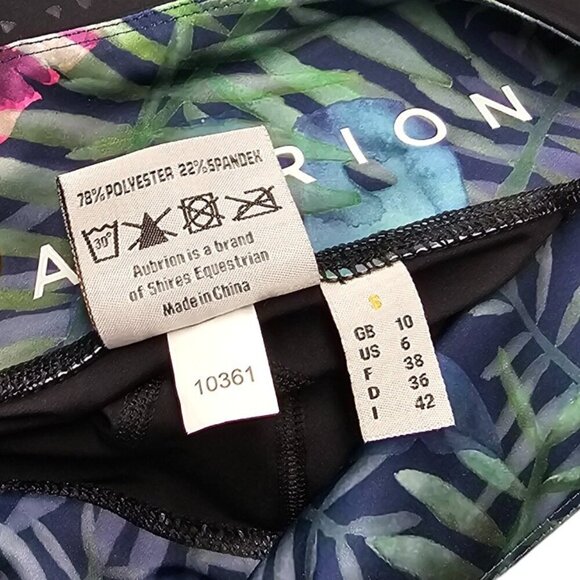 A RION
78% POLYESTER 22% SPANDEX
30°
Aubrion is a brand
of Shires Equestrian
Made in China
10361
S
GB 10
US 6
F 38
D 36
I 42